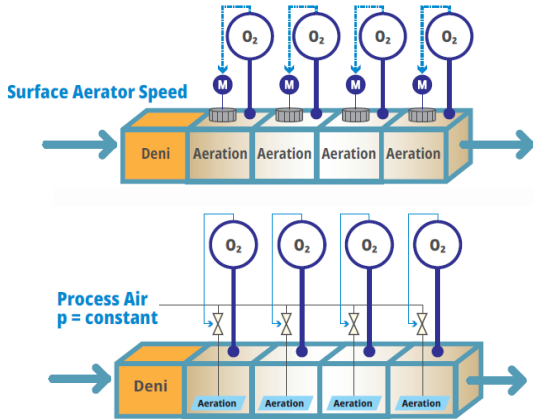 O₂ O₂ O₂ O₂
M M M M
Surface Aerator Speed
Deni Aeration Aeration Aeration Aeration
O₂ O₂ O₂ O₂
Process Air
p = constant
Deni
Aeration Aeration Aeration Aeration